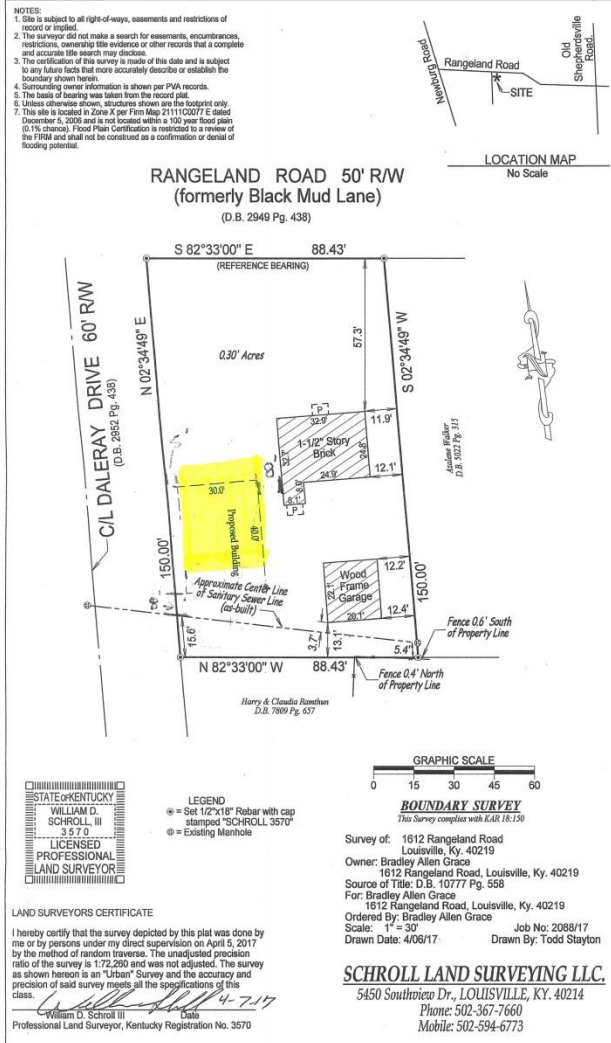 NOTES:
1. Site is subject to all right-of-ways, easements and restrictions of
record or implied.
2. The surveyor did not make a search for easements, encumbrances,
restrictions, ownership title evidence or other records that a complete
and accurate title search may disclose.
3. The certification of this survey is made of this date and is subject
to any future facts that more accurately describe or establish the
boundary shown herein.
4. Surrounding owner information is shown per PVA records.
5. The basis of bearing was taken from the record plat.
6. Unless otherwise shown, structures shown are the footprint only.
7. This site is located in Zone X per Firm Map 21111C0077 E dated
December 5, 2006 and is not located within a 100 year flood plain
(0.1% chance). Flood Plain Certification is restricted to a review of
the FIRM and shall not be construed as a confirmation or denial of
flooding potential.
Newburg Road
Rangeland Road
Old
Shepherdsville
Road.
SITE
LOCATION MAP
No Scale
RANGELAND ROAD 50' R/W
(formerly Black Mud Lane)
(D.B. 2949 Pg. 438)
S 82°33'00" E 88.43'
(REFERENCE BEARING)
C/L DALERAY DRIVE 60' R/W
(D.B. 2952 Pg. 438)
N 02°34'49" E
150.00'
0.30' Acres
57.3'
S 02°34'49" W
150.00'
P
32.9'
11.9'
1-1/2" Story
Brick
32.7'
24.8'
24.9'
12.1'
8.0'
8.1'
P
Azalene Walker
D.B. 5022 Pg. 315
30.0'
40.0'
Proposed Building
Approximate Center Line
of Sanitary Sewer Line
(as-built)
Wood
Frame
Garage
22.1'
20.1'
12.2'
12.4'
15.6'
3.7'
13.1'
5.4'
Fence 0.6' South
of Property Line
N 82°33'00" W 88.43'
Fence 0.4' North
of Property Line
Harry & Claudia Ramthun
D.B. 7809 Pg. 657
GRAPHIC SCALE
0 15 30 45 60
STATE of KENTUCKY
WILLIAM D.
SCHROLL, III
3570
LICENSED
PROFESSIONAL
LAND SURVEYOR
LEGEND
= Set 1/2"x18" Rebar with cap
stamped "SCHROLL 3570"
= Existing Manhole
BOUNDARY SURVEY
This Survey complies with KAR 18:150
Survey of: 1612 Rangeland Road
Louisville, Ky. 40219
Owner: Bradley Allen Grace
1612 Rangeland Road, Louisville, Ky. 40219
Source of Title: D.B. 10777 Pg. 558
For: Bradley Allen Grace
1612 Rangeland Road, Louisville, Ky. 40219
Ordered By: Bradley Allen Grace
Scale: 1" = 30' Job No: 2088/17
Drawn Date: 4/06/17 Drawn By: Todd Stayton
LAND SURVEYORS CERTIFICATE
I hereby certify that the survey depicted by this plat was done by
me or by persons under my direct supervision on April 5, 2017
by the method of random traverse. The unadjusted precision
ratio of the survey is 1:72,260 and was not adjusted. The survey
as shown hereon is an "Urban" Survey and the accuracy and
precision of said survey meets all the specifications of this
class.
4-7-17
William D. Schroll III Date
Professional Land Surveyor, Kentucky Registration No. 3570
SCHROLL LAND SURVEYING LLC.
5450 Southview Dr., LOUISVILLE, KY. 40214
Phone: 502-367-7660
Mobile: 502-594-6773